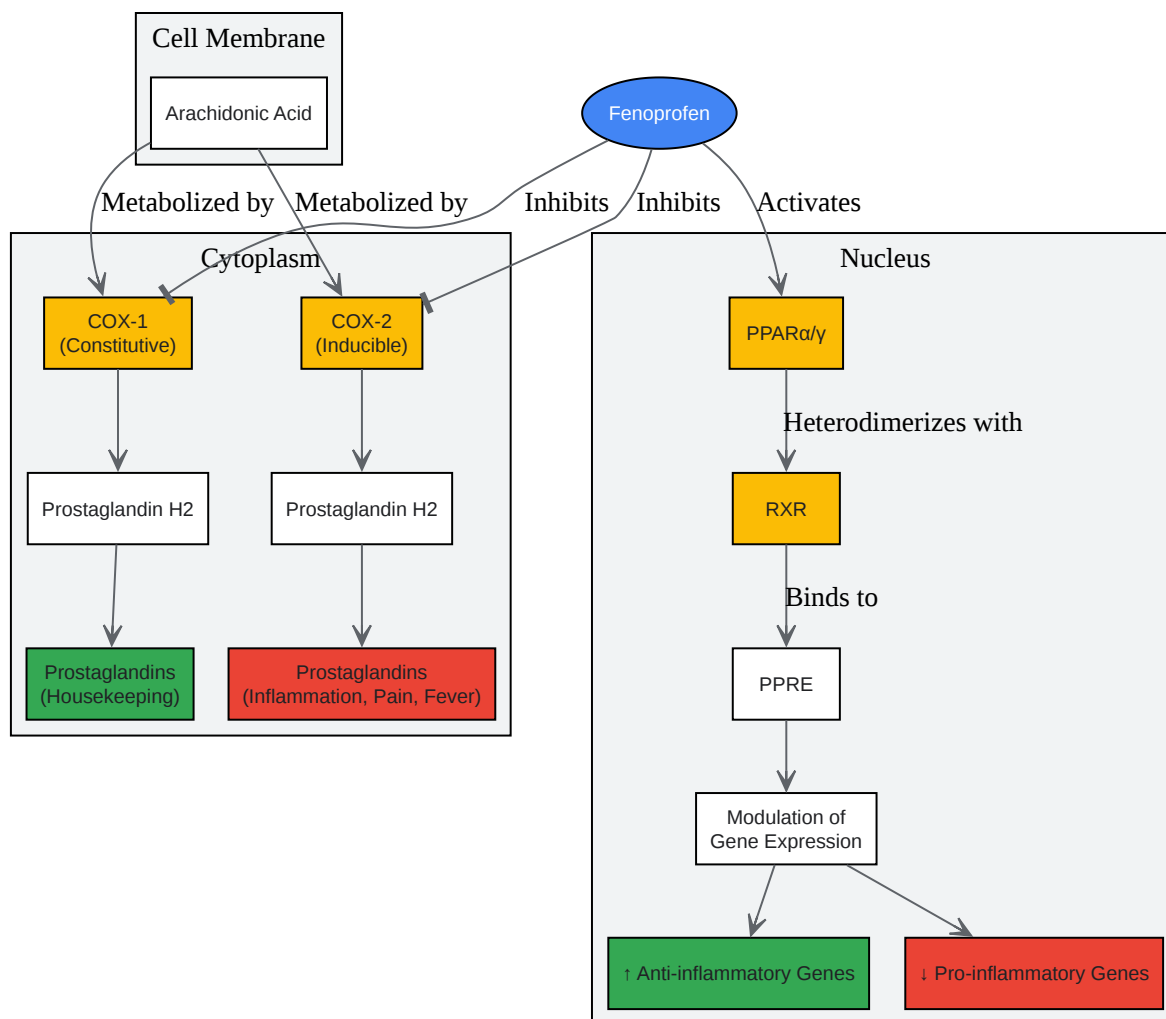 Cell Membrane
Arachidonic Acid
Fenoprofen
Metabolized by
Metabolized by
Inhibits
Inhibits
Activates
Cytoplasm
Nucleus
COX-1
(Constitutive)
COX-2
(Inducible)
PPARα/γ
Heterodimerizes with
Prostaglandin H2
Prostaglandin H2
RXR
Binds to
Prostaglandins
(Housekeeping)
Prostaglandins
(Inflammation, Pain, Fever)
PPRE
Modulation of
Gene Expression
↑ Anti-inflammatory Genes
↓ Pro-inflammatory Genes